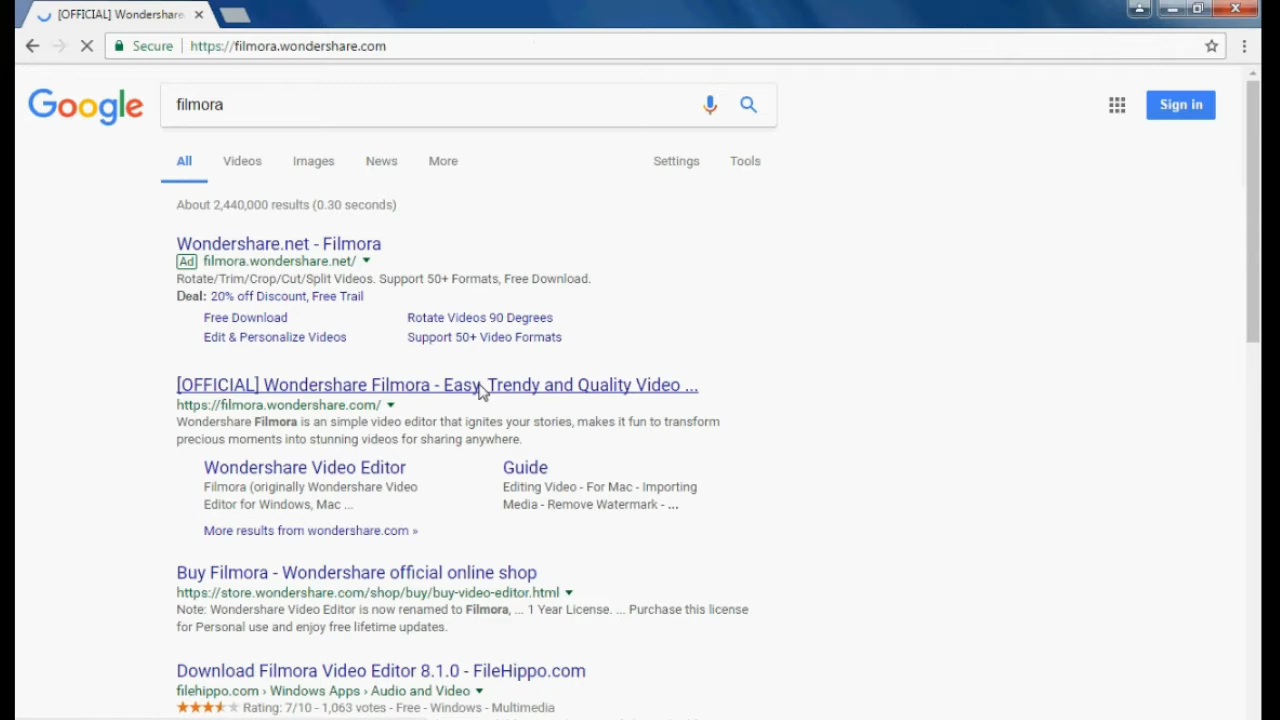 [OFFICIAL] Wondershare
Secure https://filmora.wondershare.com
Google filmora Sign in
All Videos Images News More Settings Tools
About 2,440,000 results (0.30 seconds)
Wondershare.net - Filmora
Ad filmora.wondershare.net/
Rotate/Trim/Crop/Cut/Split Videos. Support 50+ Formats, Free Download.
Deal: 20% off Discount, Free Trail
Free Download Rotate Videos 90 Degrees
Edit & Personalize Videos Support 50+ Video Formats
[OFFICIAL] Wondershare Filmora - Easy, Trendy and Quality Video ...
https://filmora.wondershare.com/
Wondershare Filmora is an simple video editor that ignites your stories, makes it fun to transform
precious moments into stunning videos for sharing anywhere.
Wondershare Video Editor Guide
Filmora (originally Wondershare Video Editing Video - For Mac - Importing
Editor for Windows, Mac ... Media - Remove Watermark - ...
More results from wondershare.com »
Buy Filmora - Wondershare official online shop
https://store.wondershare.com/shop/buy/buy-video-editor.html
Note: Wondershare Video Editor is now renamed to Filmora, ... 1 Year License. ... Purchase this license
for Personal use and enjoy free lifetime updates.
Download Filmora Video Editor 8.1.0 - FileHippo.com
filehippo.com › Windows Apps › Audio and Video
Rating: 7/10 - 1,063 votes - Free - Windows - Multimedia